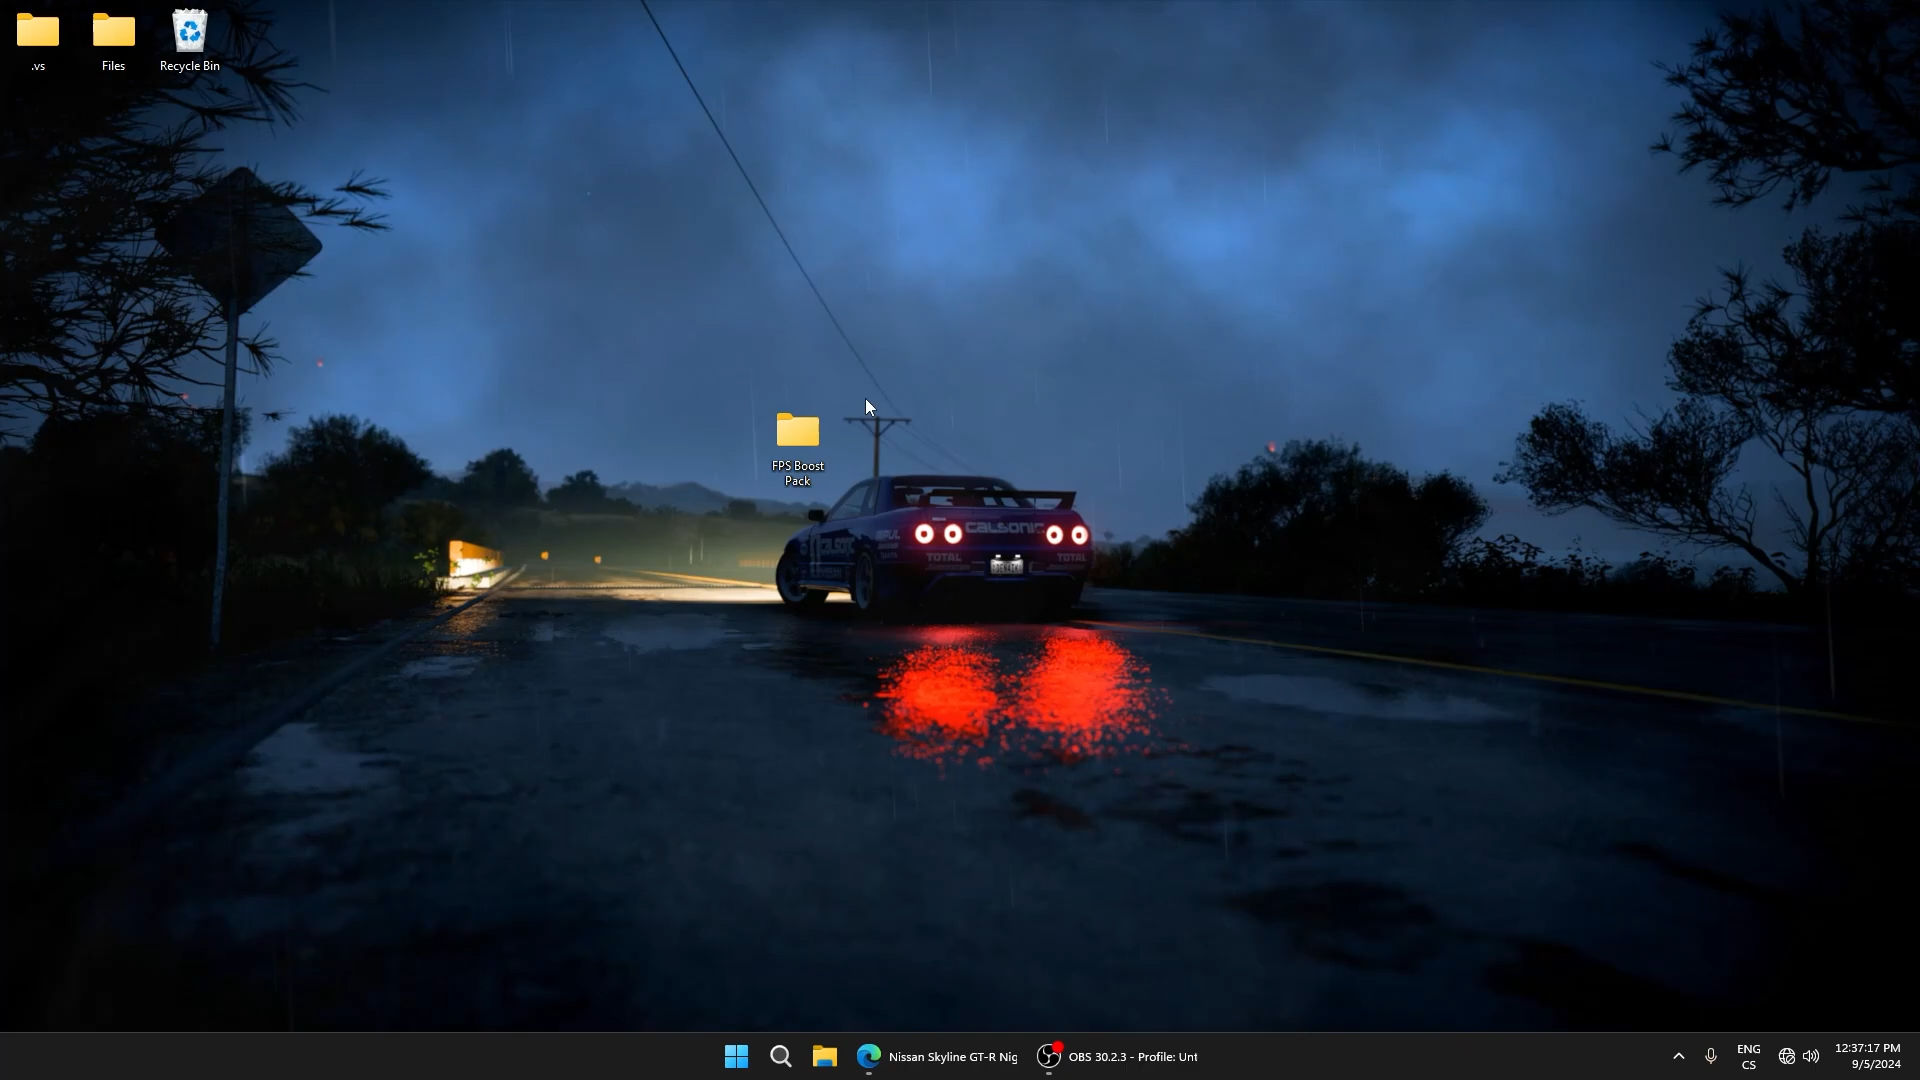 .vs
Files
Recycle Bin
FPS Boost
Pack
CALSONIC
TOTAL
TOTAL
CALSONIC
Nissan Skyline GT-R Nig
OBS 30.2.3 - Profile: Unt
ENG
CS
12:37:17 PM
9/5/2024